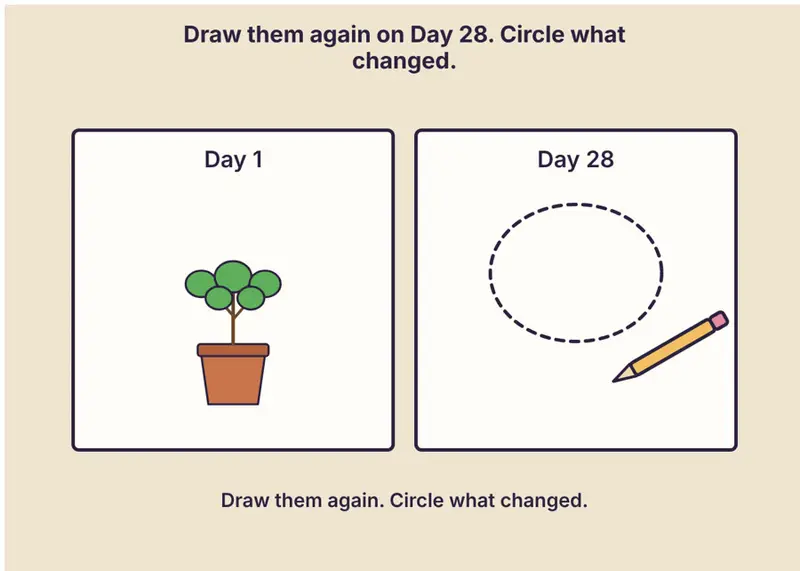 Draw them again on Day 28. Circle what
changed.
Day 1
Day 28
Draw them again. Circle what changed.